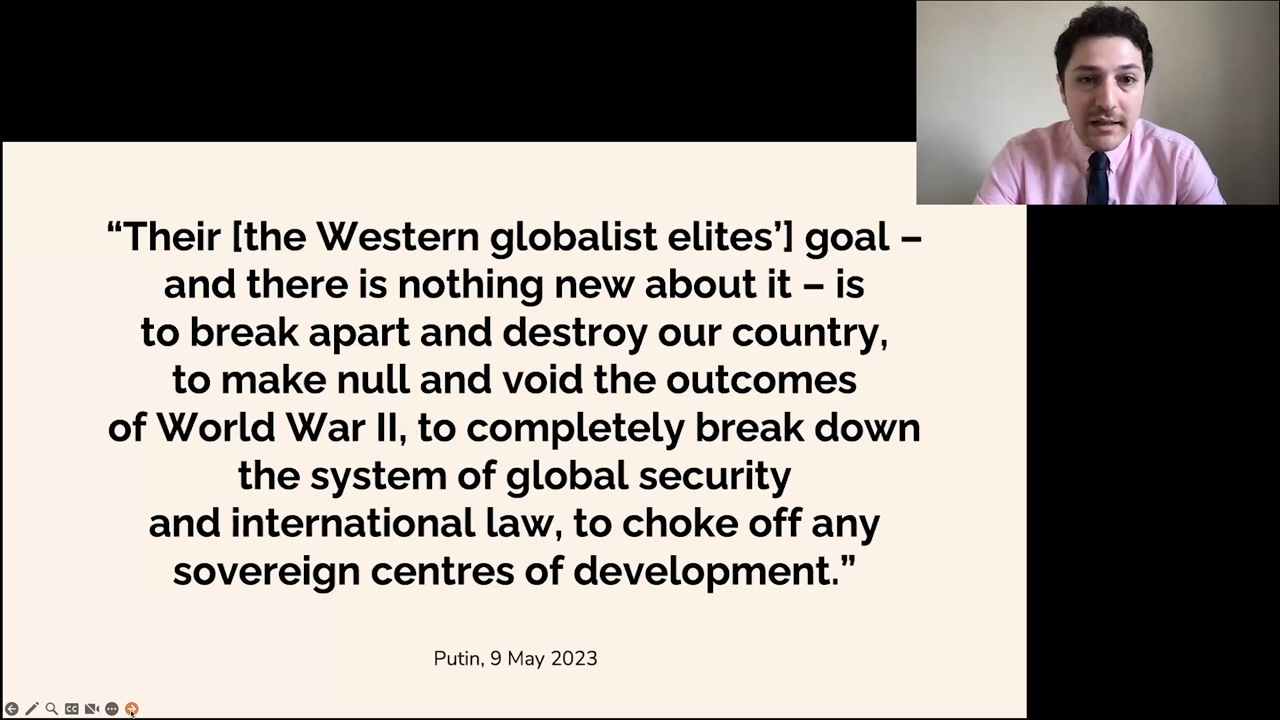 “Their [the Western globalist elites’] goal –
and there is nothing new about it – is
to break apart and destroy our country,
to make null and void the outcomes
of World War II, to completely break down
the system of global security
and international law, to choke off any
sovereign centres of development.”
Putin, 9 May 2023
CC